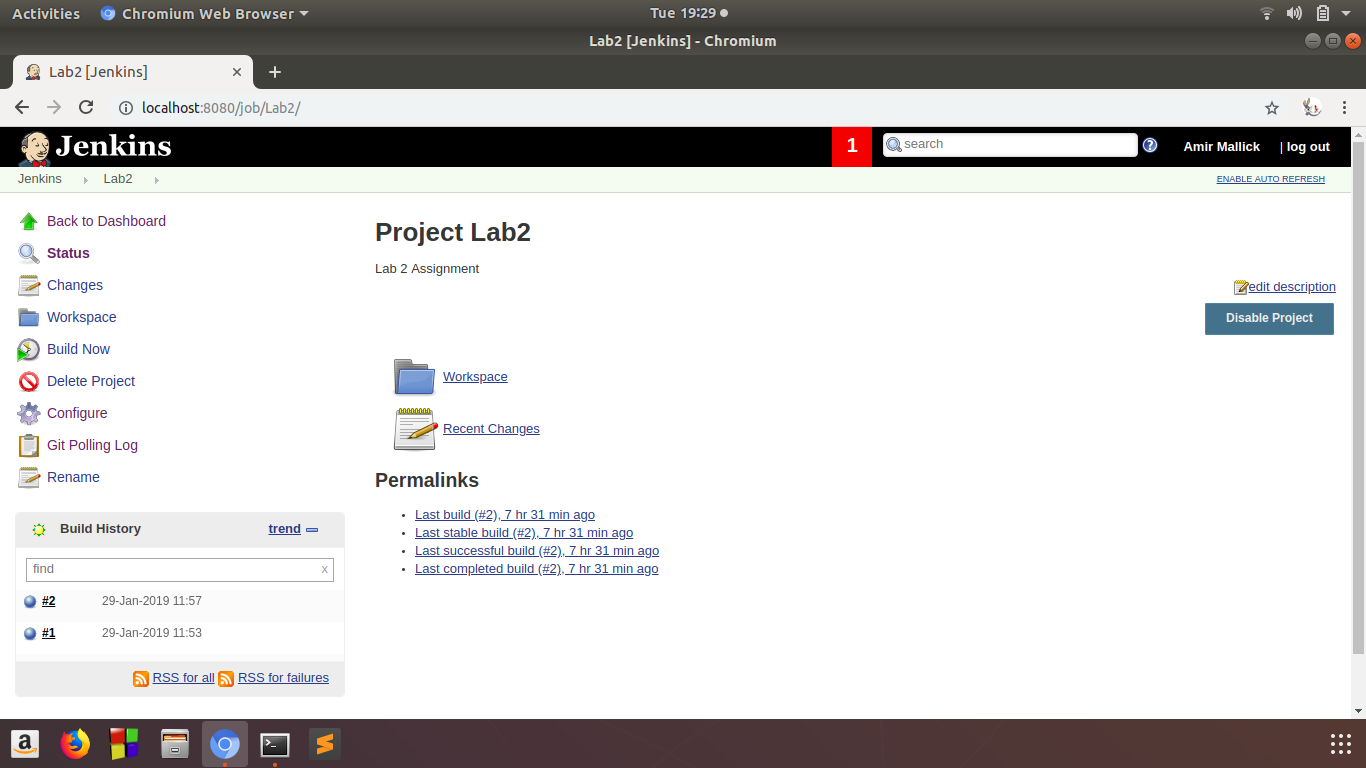 Activities Chromium Web Browser Tue 19:29
Lab2 [Jenkins] - Chromium
Lab2 [Jenkins]
localhost:8080/job/Lab2/
Jenkins 1 search Amir Mallick | log out
Jenkins Lab2 ENABLE AUTO REFRESH
Back to Dashboard
Status
Changes
Workspace
Build Now
Delete Project
Configure
Git Polling Log
Rename
Build History trend
find x
#2 29-Jan-2019 11:57
#1 29-Jan-2019 11:53
RSS for all RSS for failures
Project Lab2
Lab 2 Assignment
edit description
Disable Project
Workspace
Recent Changes
Permalinks
Last build (#2), 7 hr 31 min ago
Last stable build (#2), 7 hr 31 min ago
Last successful build (#2), 7 hr 31 min ago
Last completed build (#2), 7 hr 31 min ago